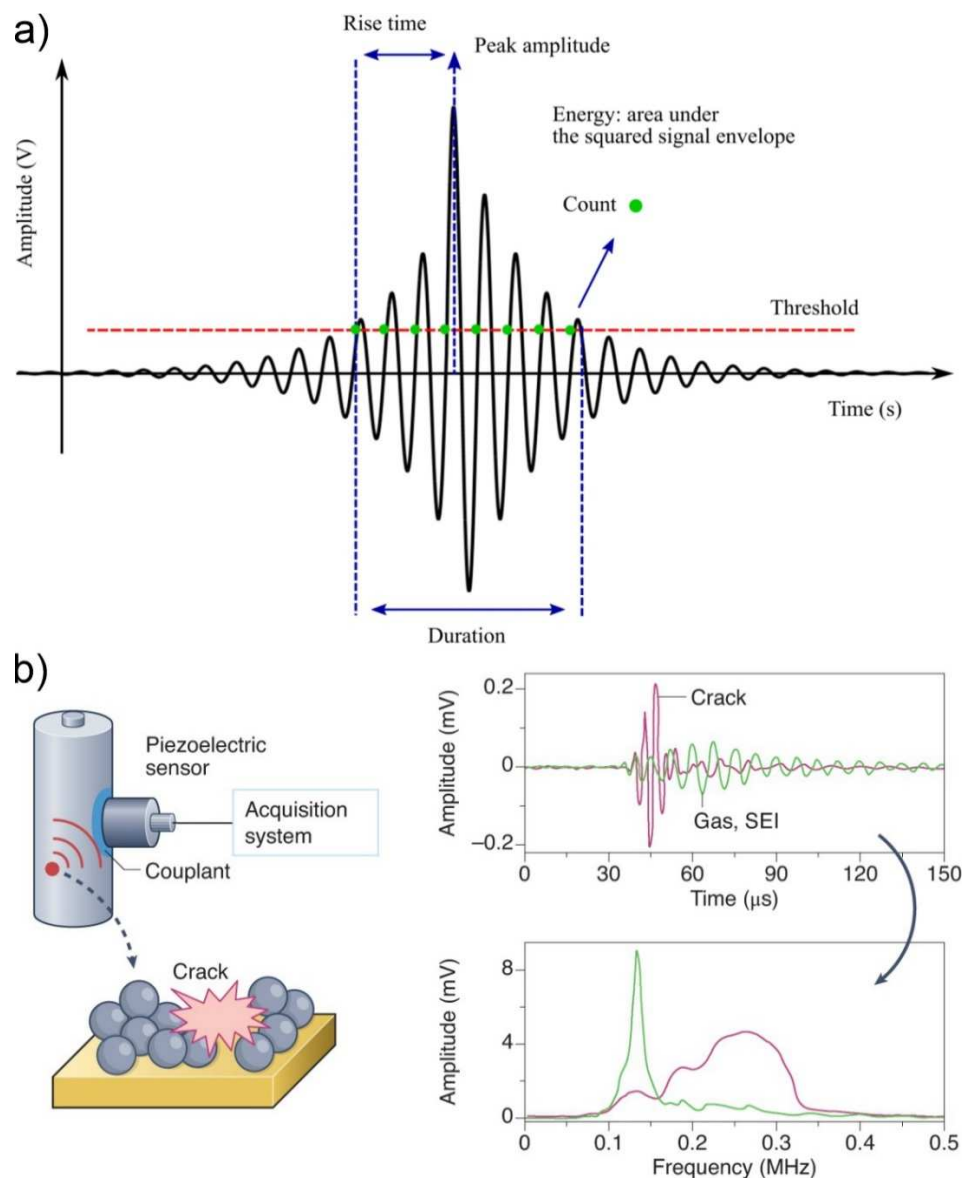 a)
Rise time
Peak amplitude
Energy: area under
the squared signal envelope
Count
Amplitude (V)
Threshold
Time (s)
Duration
b)
Piezoelectric
sensor
Acquisition
system
Couplant
Crack
0.2
0
−0.2
Amplitude (mV)
Crack
Gas, SEI
0 30 60 90 120 150
Time (μs)
8
4
0
Amplitude (mV)
0 0.1 0.2 0.3 0.4 0.5
Frequency (MHz)